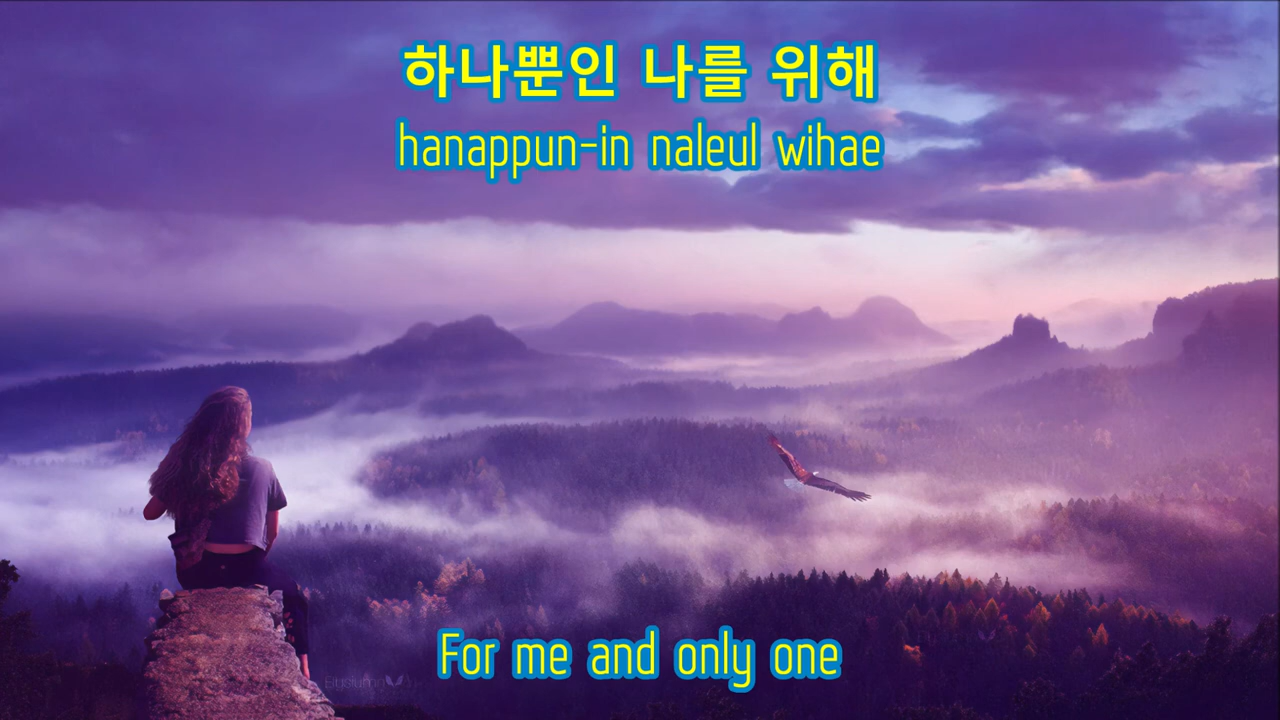 하나뿐인 나를 위해
hanappun-in naleul wihae
For me and only one